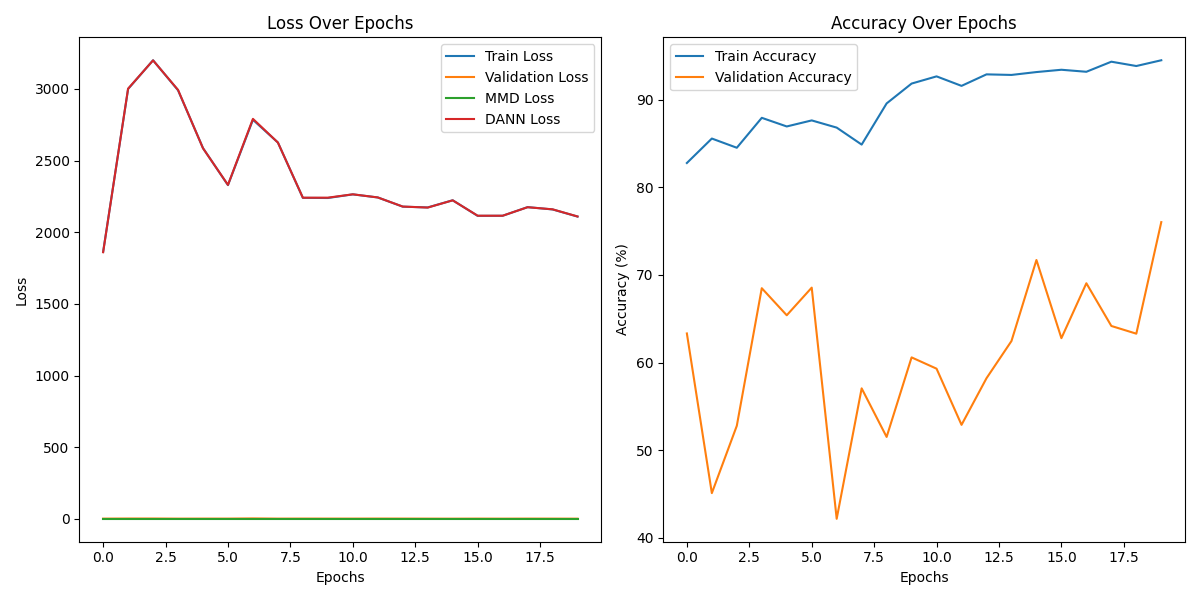 Loss Over Epochs
Loss
3000
2500
2000
1500
1000
500
0
0.0 2.5 5.0 7.5 10.0 12.5 15.0 17.5
Epochs
Train Loss
Validation Loss
MMD Loss
DANN Loss
Accuracy Over Epochs
Accuracy (%)
90
80
70
60
50
40
0.0 2.5 5.0 7.5 10.0 12.5 15.0 17.5
Epochs
Train Accuracy
Validation Accuracy